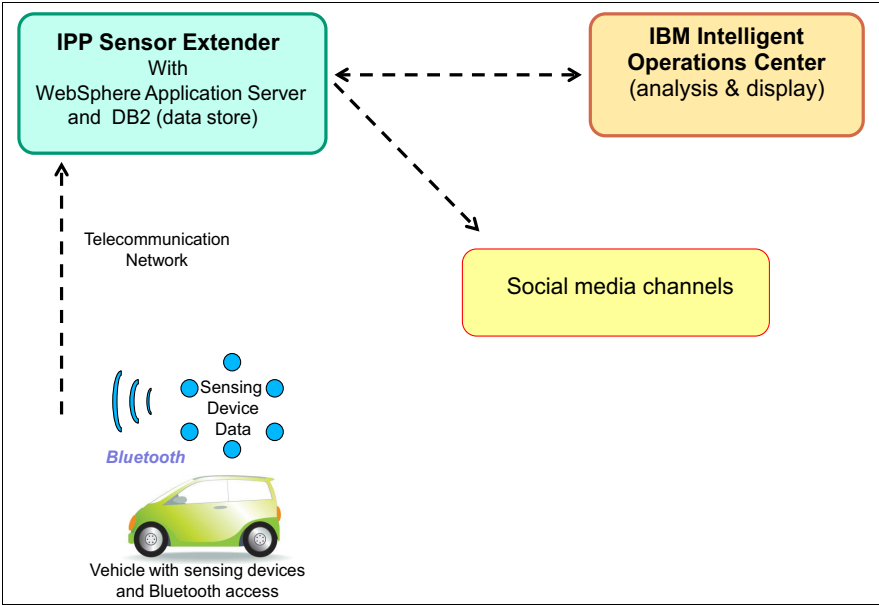 IPP Sensor Extender
With
WebSphere Application Server
and DB2 (data store)
IBM Intelligent
Operations Center
(analysis & display)
Telecommunication
Network
Social media channels
Sensing
Device
Data
Bluetooth
Vehicle with sensing devices
and Bluetooth access